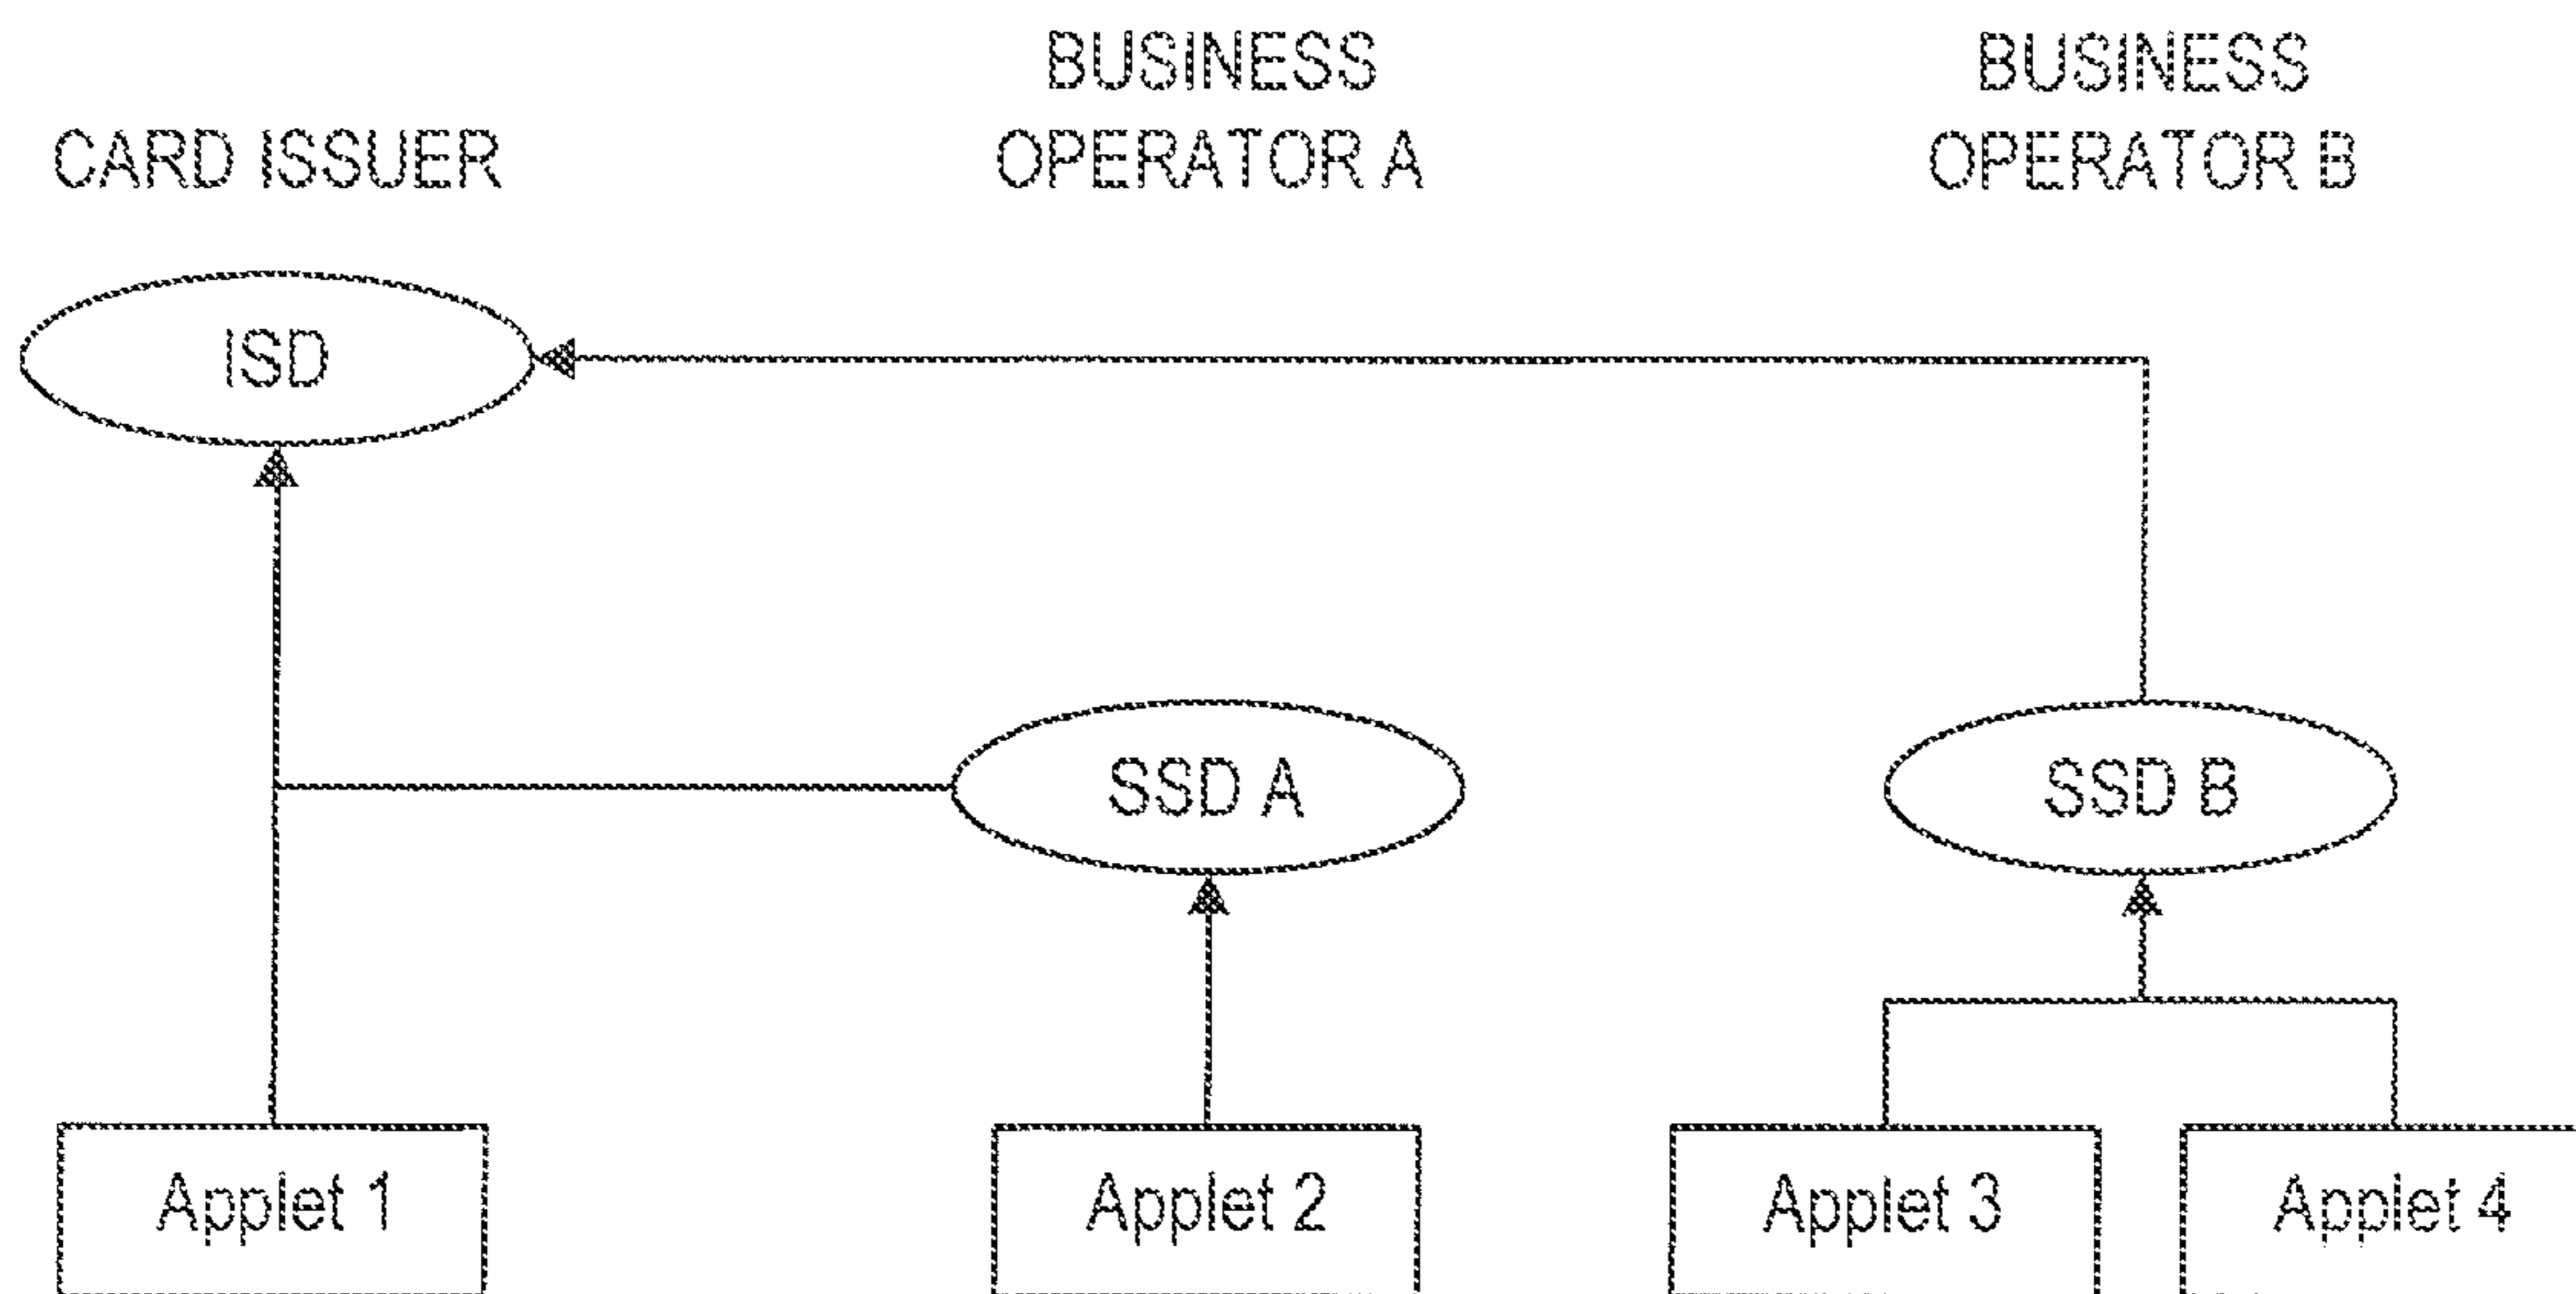 CARD ISSUER
BUSINESS
OPERATOR A
BUSINESS
OPERATOR B
ISD
SSD A
SSD B
Applet 1
Applet 2
Applet 3
Applet 4